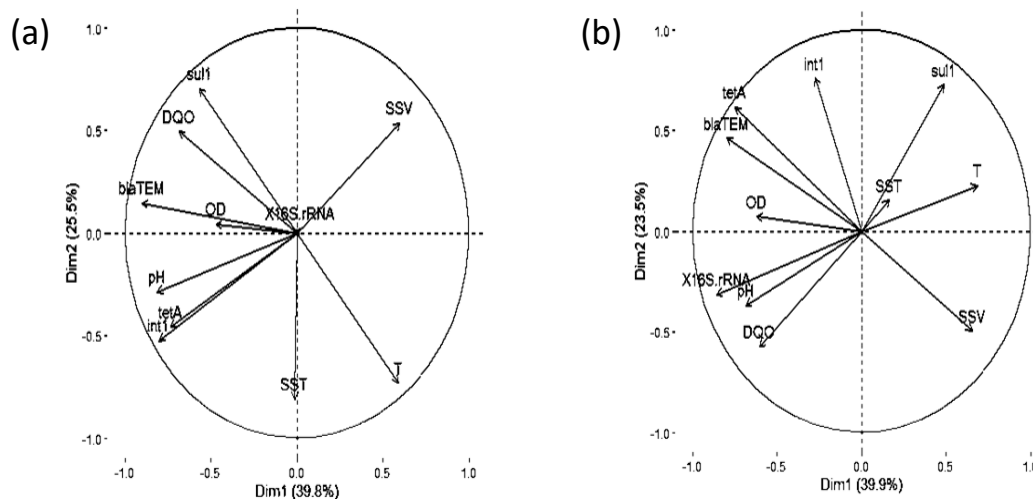 (a)
1.0
0.5
0.0
-0.5
-1.0
Dim2 (25.5%)
sul1
DQO
SSV
blaTEM
OD
X16S.rRNA
pH
tetA
int1
SST
T
-1.0 -0.5 0.0 0.5 1.0
Dim1 (39.8%)
(b)
1.0
0.5
0.0
-0.5
-1.0
Dim2 (23.5%)
int1
sul1
tetA
blaTEM
T
SST
OD
X16S.rRNA
pH
DQO
SSV
-1.0 -0.5 0.0 0.5 1.0
Dim1 (39.9%)